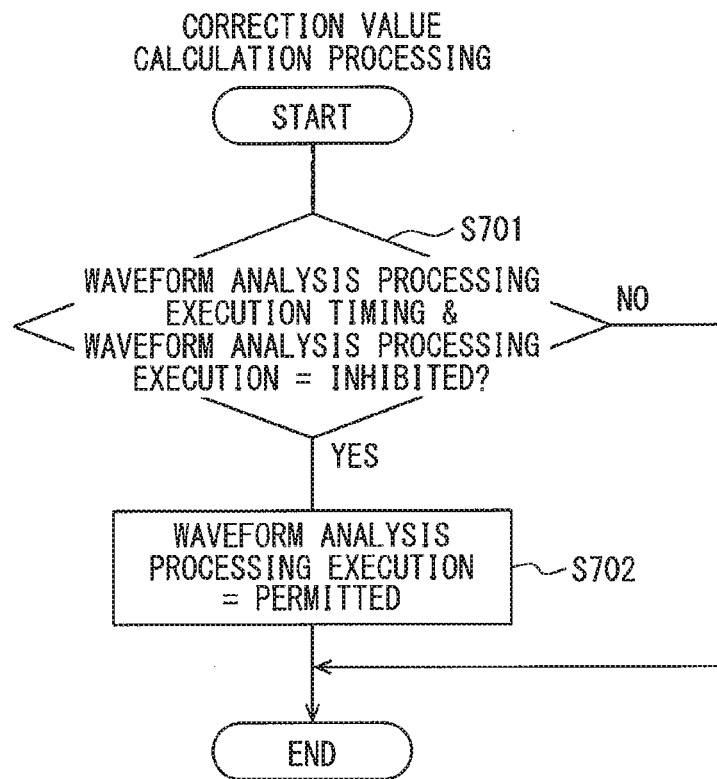 CORRECTION VALUE
CALCULATION PROCESSING
START
S701
WAVEFORM ANALYSIS PROCESSING
EXECUTION TIMING &
WAVEFORM ANALYSIS PROCESSING
EXECUTION = INHIBITED?
NO
YES
WAVEFORM ANALYSIS
PROCESSING EXECUTION
= PERMITTED
S702
END